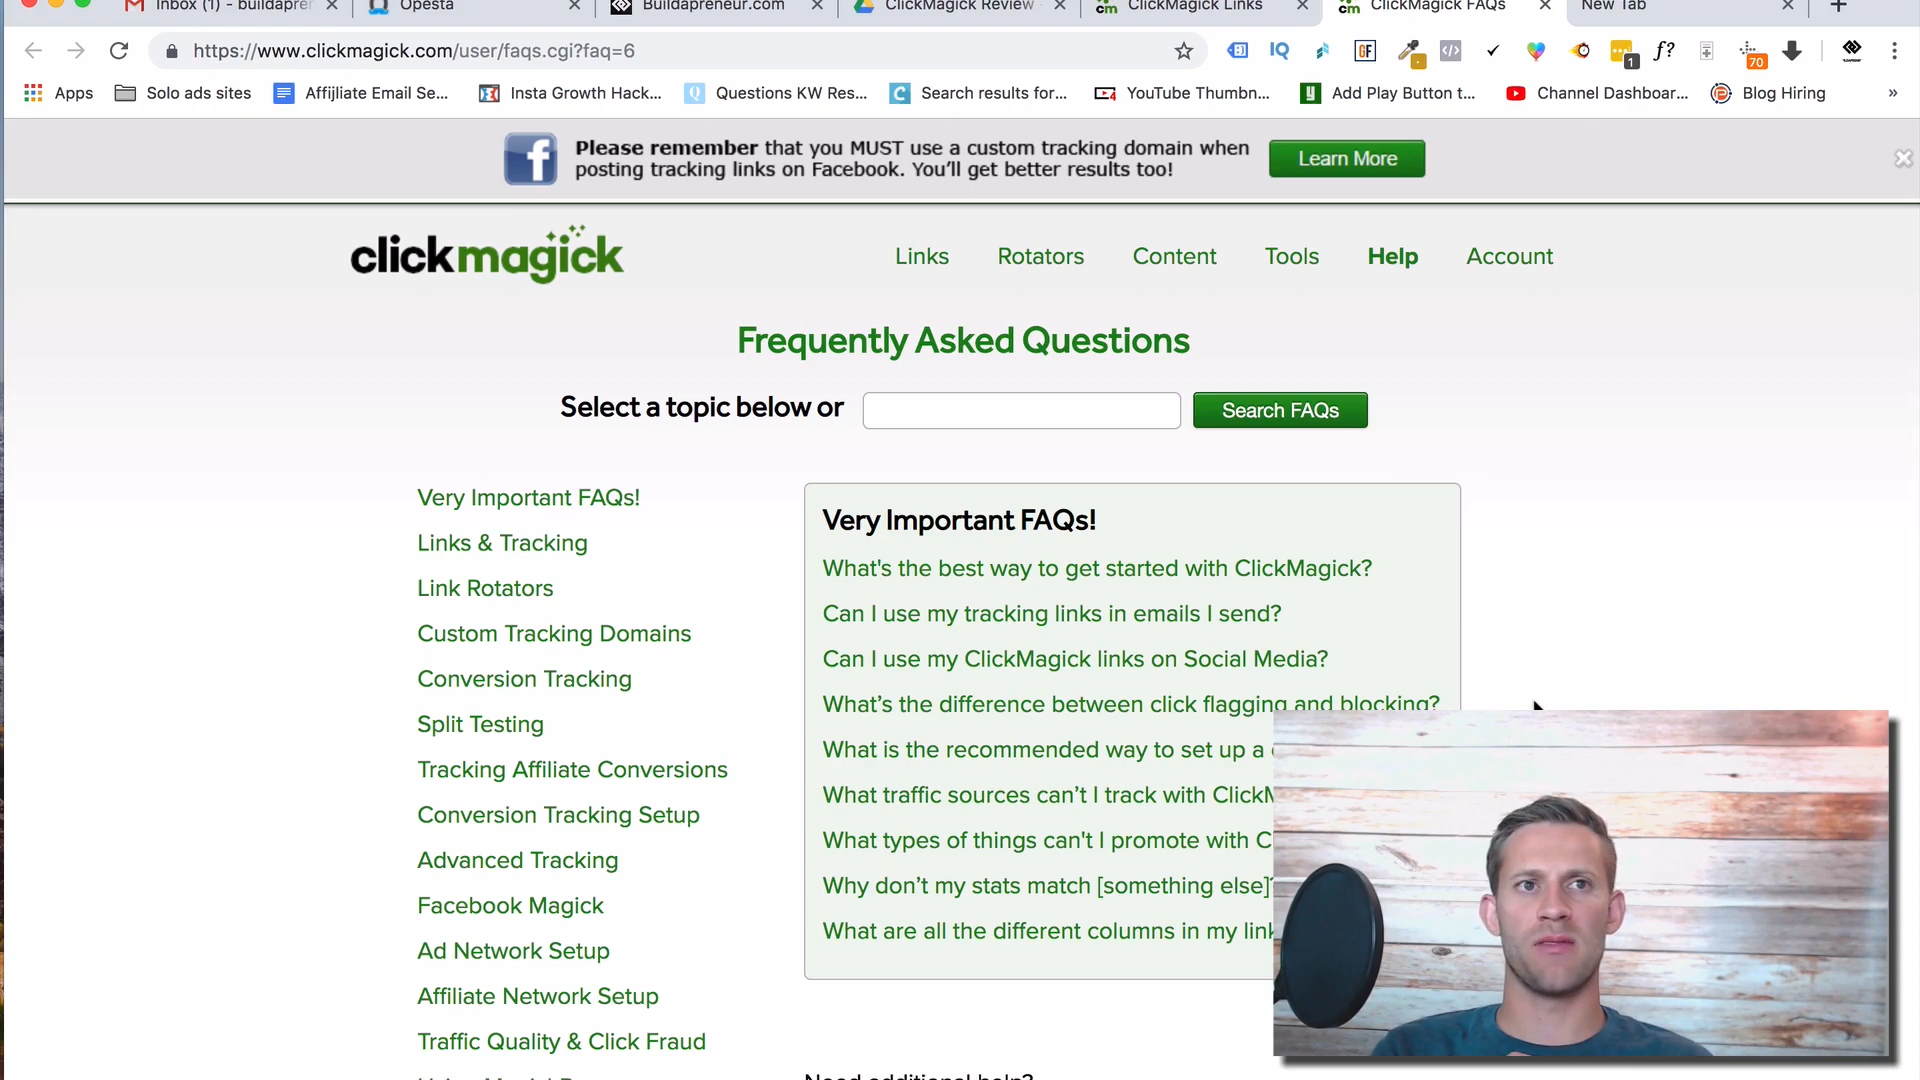 Inbox (1) - buildapren
Opesta
Buildapreneur.com
ClickMagick Review
ClickMagick Links
ClickMagick FAQs
New Tab
https://www.clickmagick.com/user/faqs.cgi?faq=6
IQ
GF
1
f?
70
Apps
Solo ads sites
Affijliate Email Se...
Insta Growth Hack...
Questions KW Res...
Search results for...
YouTube Thumbn...
Add Play Button t...
Channel Dashboar...
Blog Hiring
»
Please remember that you MUST use a custom tracking domain when
posting tracking links on Facebook. You'll get better results too!
Learn More
clickmagick
Links
Rotators
Content
Tools
Help
Account
Frequently Asked Questions
Select a topic below or
Search FAQs
Very Important FAQs!
Links & Tracking
Link Rotators
Custom Tracking Domains
Conversion Tracking
Split Testing
Tracking Affiliate Conversions
Conversion Tracking Setup
Advanced Tracking
Facebook Magick
Ad Network Setup
Affiliate Network Setup
Traffic Quality & Click Fraud
Very Important FAQs!
What's the best way to get started with ClickMagick?
Can I use my tracking links in emails I send?
Can I use my ClickMagick links on Social Media?
What's the difference between click flagging and blocking?
What is the recommended way to set up a
What traffic sources can't I track with ClickM
What types of things can't I promote with C
Why don't my stats match [something else]?
What are all the different columns in my link
Need additional help?